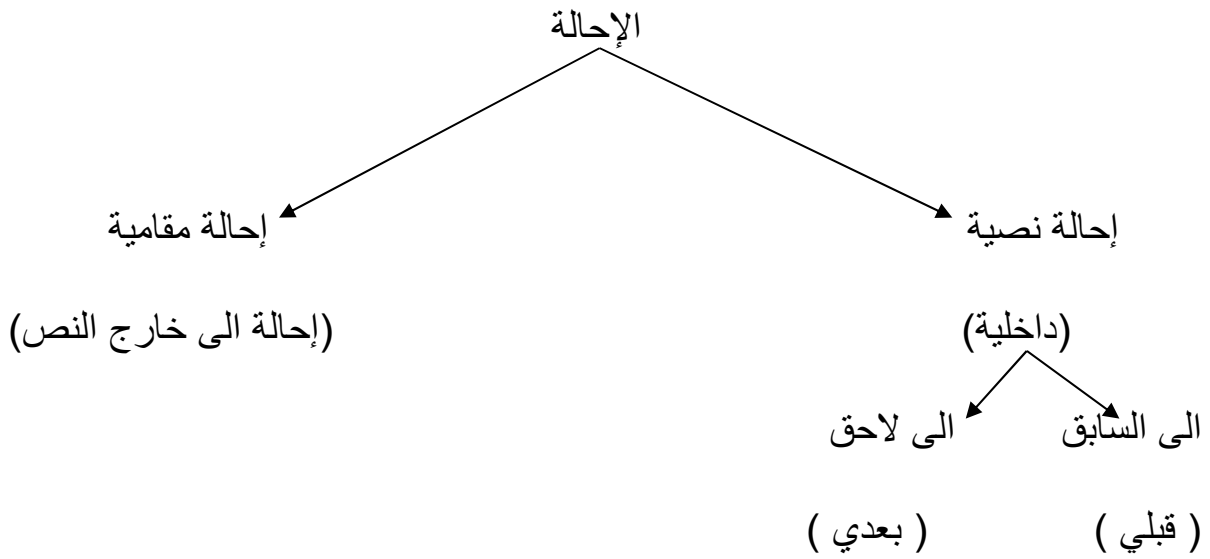 الإحالة
إحالة نصية إحالة مقامية
(داخلية) (إحالة الى خارج النص)
الى السابق الى لاحق
( قبلي ) ( بعدي )